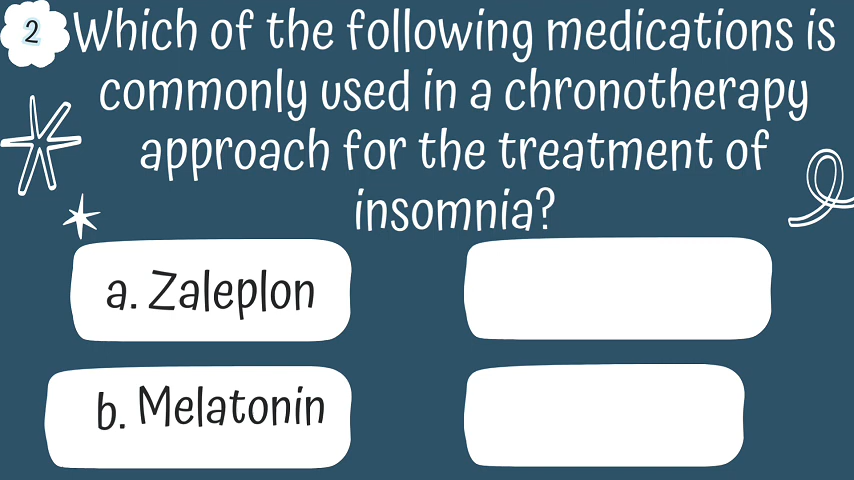 2
Which of the following medications is
commonly used in a chronotherapy
approach for the treatment of
insomnia?
a. Zaleplon
b. Melatonin